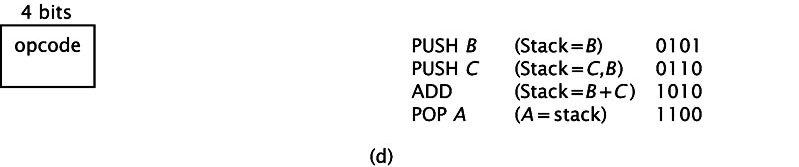 4 bits
opcode
PUSH B (Stack=B) 0101
PUSH C (Stack=C,B) 0110
ADD (Stack=B+C) 1010
POP A (A=stack) 1100
(d)